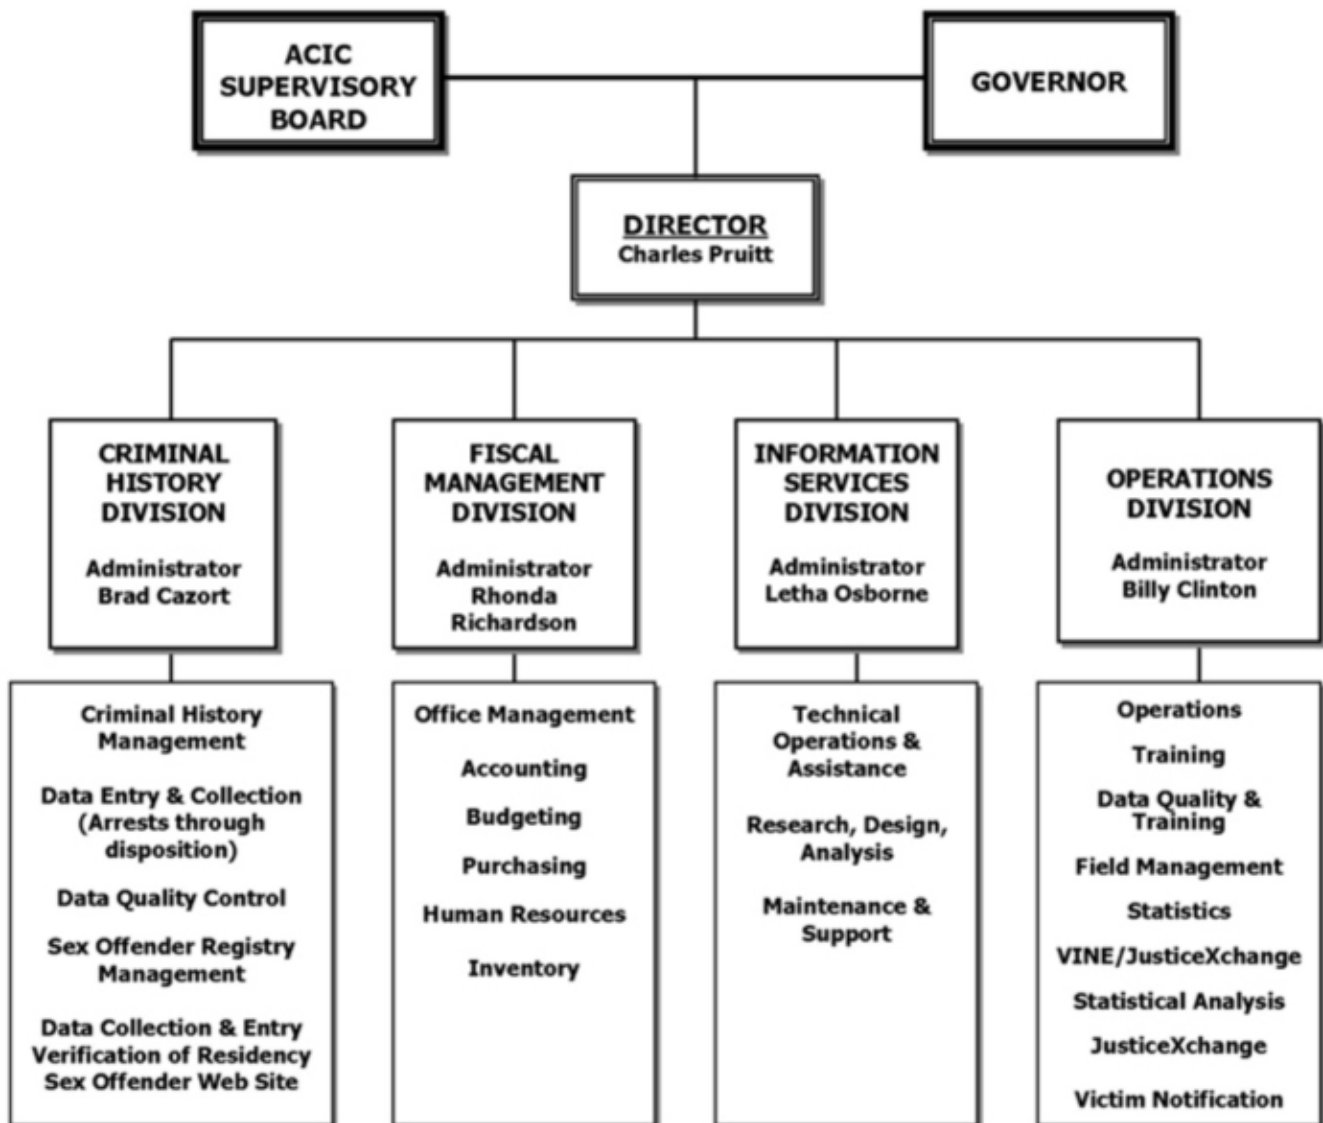 ACIC
SUPERVISORY
BOARD
GOVERNOR
DIRECTOR
Charles Pruitt
CRIMINAL
HISTORY
DIVISION
Administrator
Brad Cazort
FISCAL
MANAGEMENT
DIVISION
Administrator
Rhonda
Richardson
INFORMATION
SERVICES
DIVISION
Administrator
Letha Osborne
OPERATIONS
DIVISION
Administrator
Billy Clinton
Criminal History
Management
Data Entry & Collection
(Arrests through
disposition)
Data Quality Control
Sex Offender Registry
Management
Data Collection & Entry
Verification of Residency
Sex Offender Web Site
Office Management
Accounting
Budgeting
Purchasing
Human Resources
Inventory
Technical
Operations &
Assistance
Research, Design,
Analysis
Maintenance &
Support
Operations
Training
Data Quality &
Training
Field Management
Statistics
VINE/JusticeXchange
Statistical Analysis
JusticeXchange
Victim Notification